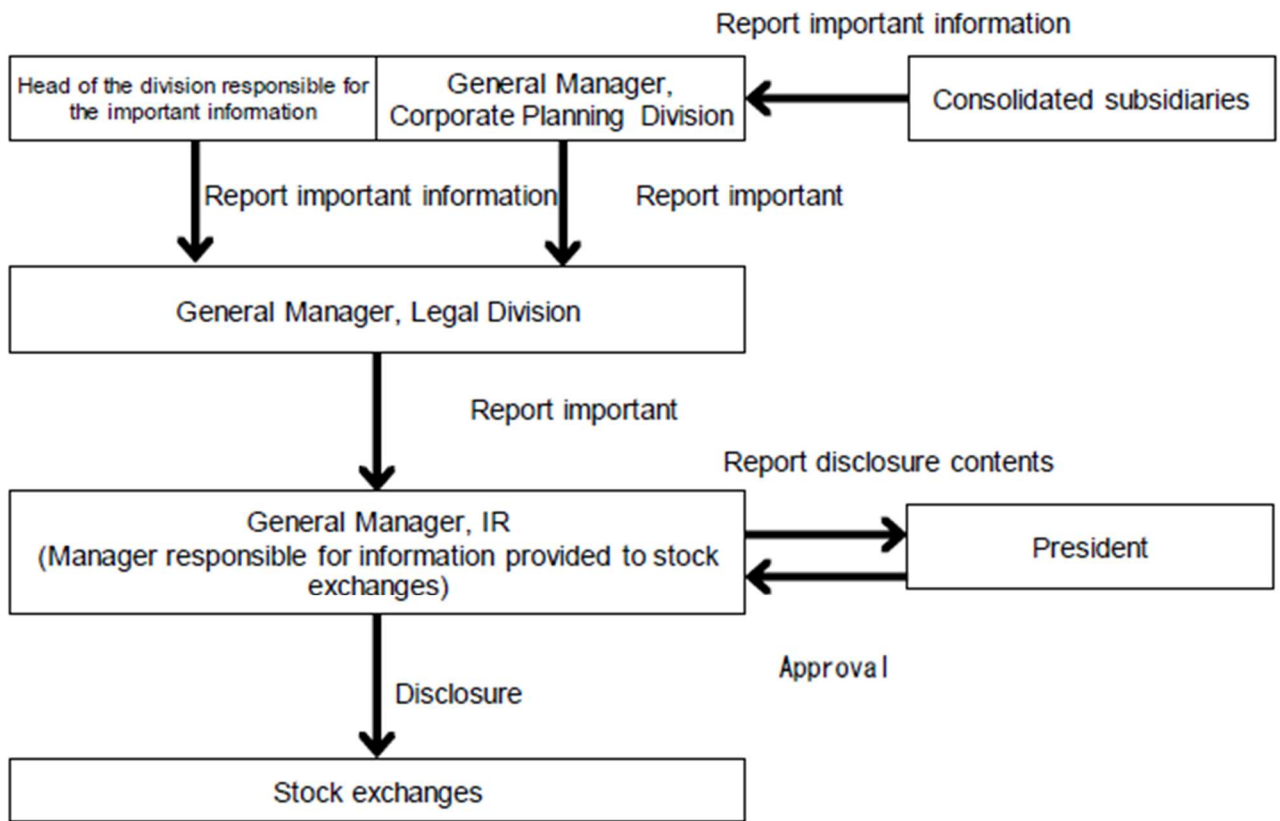 Report important information
Head of the division responsible for
the important information
General Manager,
Corporate Planning Division
Consolidated subsidiaries
Report important information
Report important
General Manager, Legal Division
Report important
Report disclosure contents
General Manager, IR
(Manager responsible for information provided to stock
exchanges)
President
Approval
Disclosure
Stock exchanges